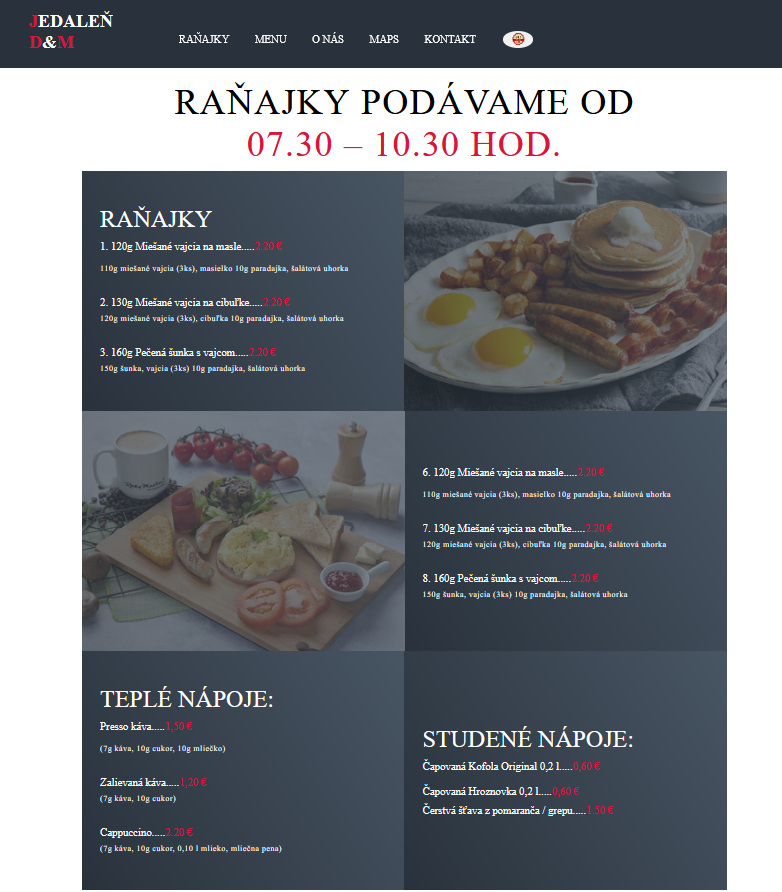 JEDALEŇ
D&M
RAŇAJKY MENU O NÁS MAPS KONTAKT
RAŇAJKY PODÁVAME OD
07.30 – 10.30 HOD.
RAŇAJKY
1. 120g Miešané vajcia na masle.....2.20 €
110g miešané vajcia (3ks), masielko 10g paradajka, šalátová uhorka
2. 130g Miešané vajcia na cibuľke.....2.20 €
120g miešané vajcia (3ks), cibuľka 10g paradajka, šalátová uhorka
3. 160g Pečená šunka s vajcom.....2.20 €
150g šunka, vajcia (3ks) 10g paradajka, šalátová uhorka
6. 120g Miešané vajcia na masle.....2.20 €
110g miešané vajcia (3ks), masielko 10g paradajka, šalátová uhorka
7. 130g Miešané vajcia na cibuľke.....2.20 €
120g miešané vajcia (3ks), cibuľka 10g paradajka, šalátová uhorka
8. 160g Pečená šunka s vajcom.....2.20 €
150g šunka, vajcia (3ks) 10g paradajka, šalátová uhorka
TEPLÉ NÁPOJE:
Presso káva.....1,50 €
(7g káva, 10g cukor, 10g mliečko)
Zalievaná káva.....1,20 €
(7g káva, 10g cukor)
Cappuccino.....2.20 €
(7g káva, 10g cukor, 0,10 l mlieko, mliečna pena)
STUDENÉ NÁPOJE:
Čapovaná Kofola Original 0,2 l.....0,60 €
Čapovaná Hroznovka 0,2 l.....0,60 €
Čerstvá šťava z pomaranča / grepu.....1.50 €